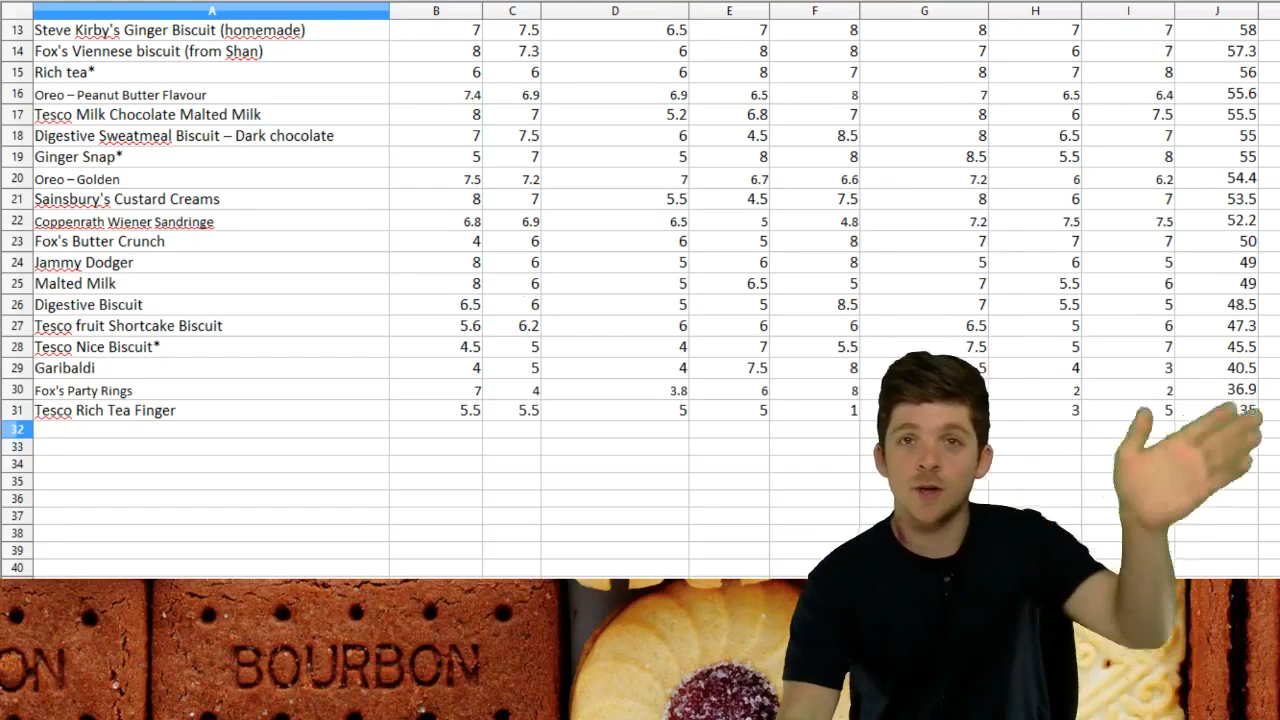 A B C D E F G H I J
13 Steve Kirby's Ginger Biscuit (homemade) 7 7.5 6.5 7 8 8 7 7 58
14 Fox's Viennese biscuit (from Shan) 8 7.3 6 8 8 7 6 7 57.3
15 Rich tea* 6 6 6 8 7 8 7 8 56
16 Oreo – Peanut Butter Flavour 7.4 6.9 6.9 6.5 8 7 6.5 6.4 55.6
17 Tesco Milk Chocolate Malted Milk 8 7 5.2 6.8 7 8 6 7.5 55.5
18 Digestive Sweatmeal Biscuit – Dark chocolate 7 7.5 6 4.5 8.5 8 6.5 7 55
19 Ginger Snap* 5 7 5 8 8 8.5 5.5 8 55
20 Oreo – Golden 7.5 7.2 7 6.7 6.6 7.2 6 6.2 54.4
21 Sainsbury's Custard Creams 8 7 5.5 4.5 7.5 8 6 7 53.5
22 Coppenrath Wiener Sandringe 6.8 6.9 6.5 5 4.8 7.2 7.5 7.5 52.2
23 Fox's Butter Crunch 4 6 6 5 8 7 7 7 50
24 Jammy Dodger 8 6 5 6 8 5 6 5 49
25 Malted Milk 8 6 5 6.5 5 7 5.5 6 49
26 Digestive Biscuit 6.5 6 5 5 8.5 7 5.5 5 48.5
27 Tesco fruit Shortcake Biscuit 5.6 6.2 6 6 6 6.5 5 6 47.3
28 Tesco Nice Biscuit* 4.5 5 4 7 5.5 7.5 5 7 45.5
29 Garibaldi 4 5 4 7.5 8 5 4 3 40.5
30 Fox's Party Rings 7 4 3.8 6 8 2 2 36.9
31 Tesco Rich Tea Finger 5.5 5.5 5 5 1 3 5 35
32
33
34
35
36
37
38
39
40
ON BOURBON